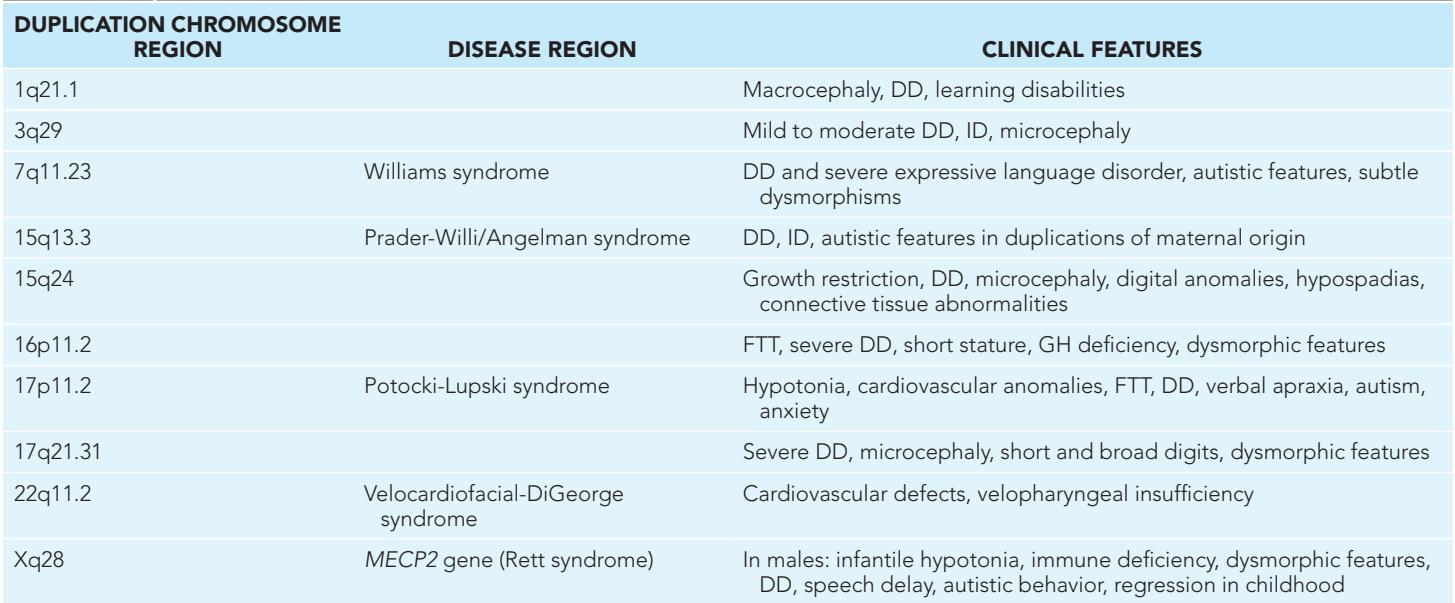 DUPLICATION CHROMOSOME
REGION DISEASE REGION CLINICAL FEATURES
1q21.1 Macrocephaly, DD, learning disabilities
3q29 Mild to moderate DD, ID, microcephaly
7q11.23 Williams syndrome DD and severe expressive language disorder, autistic features, subtle
dysmorphisms
15q13.3 Prader-Willi/Angelman syndrome DD, ID, autistic features in duplications of maternal origin
15q24 Growth restriction, DD, microcephaly, digital anomalies, hypospadias,
connective tissue abnormalities
16p11.2 FTT, severe DD, short stature, GH deficiency, dysmorphic features
17p11.2 Potocki-Lupski syndrome Hypotonia, cardiovascular anomalies, FTT, DD, verbal apraxia, autism,
anxiety
17q21.31 Severe DD, microcephaly, short and broad digits, dysmorphic features
22q11.2 Velocardiofacial-DiGeorge Cardiovascular defects, velopharyngeal insufficiency
syndrome
Xq28 MECP2 gene (Rett syndrome) In males: infantile hypotonia, immune deficiency, dysmorphic features,
DD, speech delay, autistic behavior, regression in childhood